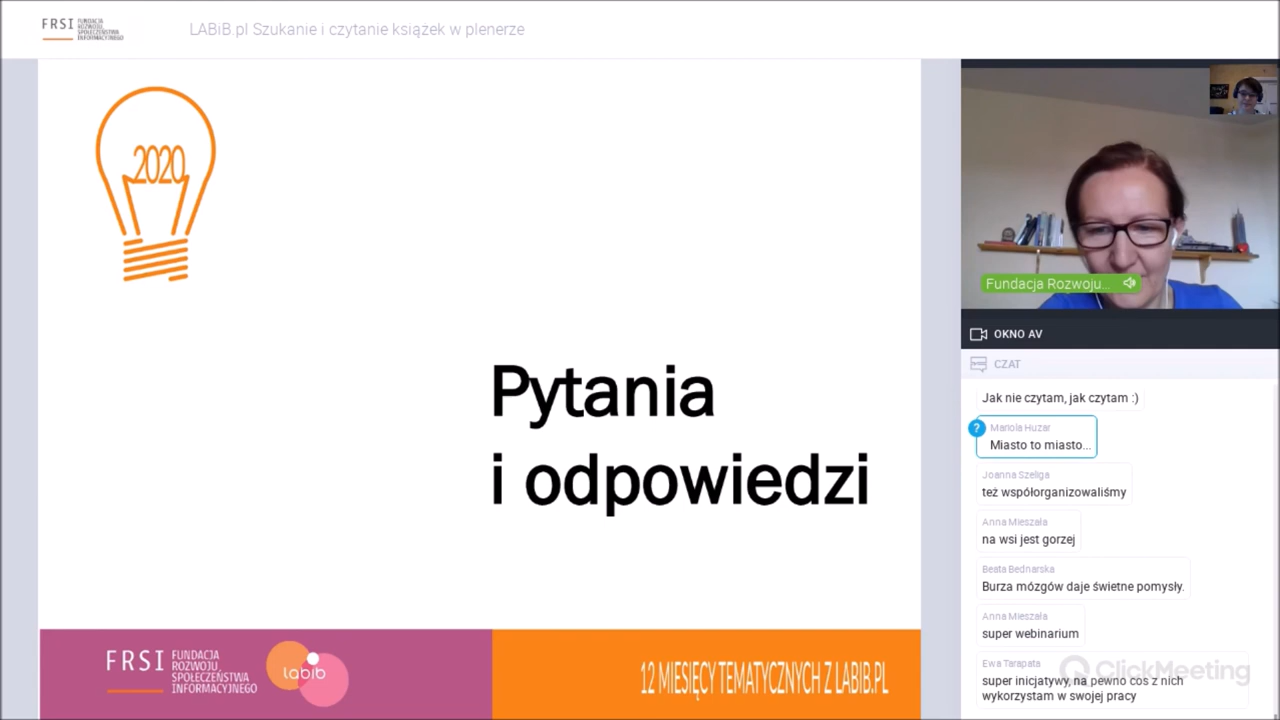 FRSI FUNDACJA
ROZWOJU
SPOŁECZEŃSTWA
INFORMACYJNEGO
LABiB.pl Szukanie i czytanie książek w plenerze
2020
Pytania
i odpowiedzi
FRSI FUNDACJA
ROZWOJU
SPOŁECZEŃSTWA
INFORMACYJNEGO
labib
12 MIESIĘCY TEMATYCZNYCH Z LABIB.PL
Fundacja Rozwoju...
OKNO AV
CZAT
Jak nie czytam, jak czytam :)
?
Mariola Huzar
Miasto to miasto...
Joanna Szeliga
też współorganizowaliśmy
Anna Mieszała
na wsi jest gorzej
Beata Bednarska
Burza mózgów daje świetne pomysły.
Anna Mieszała
super webinarium
Ewa Tarapata
super inicjatywy, na pewno cos z nich
wykorzystam w swojej pracy
ClickMeeting